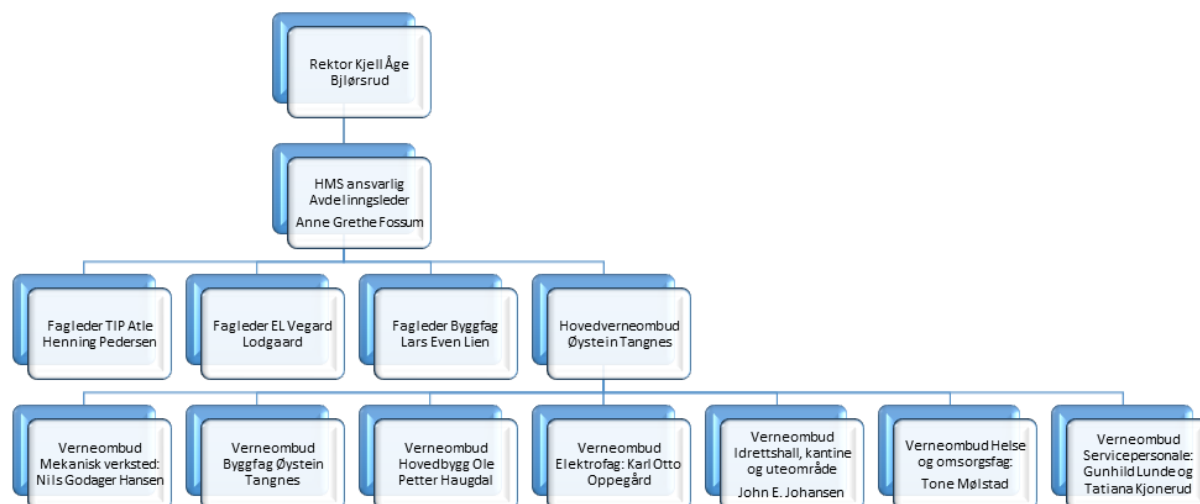 Rektor Kjell Åge
Bjlørsrud
HMS ansvarlig
Avdelinngsleder
Anne Grethe Fossum
Fagleder TIP Atle
Henning Pedersen
Fagleder EL Vegard
Lodgaard
Fagleder Byggfag
Lars Even Lien
Hovedverneombud
Øystein Tangnes
Verneombud
Mekanisk verksted:
Nils Godager Hansen
Verneombud
Byggfag Øystein
Tangnes
Verneombud
Hovedbygg Ole
Petter Haugdal
Verneombud
Elektrofag: Karl Otto
Oppegård
Verneombud
Idrettshall, kantine
og uteområde
John E. Johansen
Verneombud Helse
og omsorgsfag:
Tone Mølstad
Verneombud
Servicepersonale:
Gunhild Lunde og
Tatiana Kjonerud